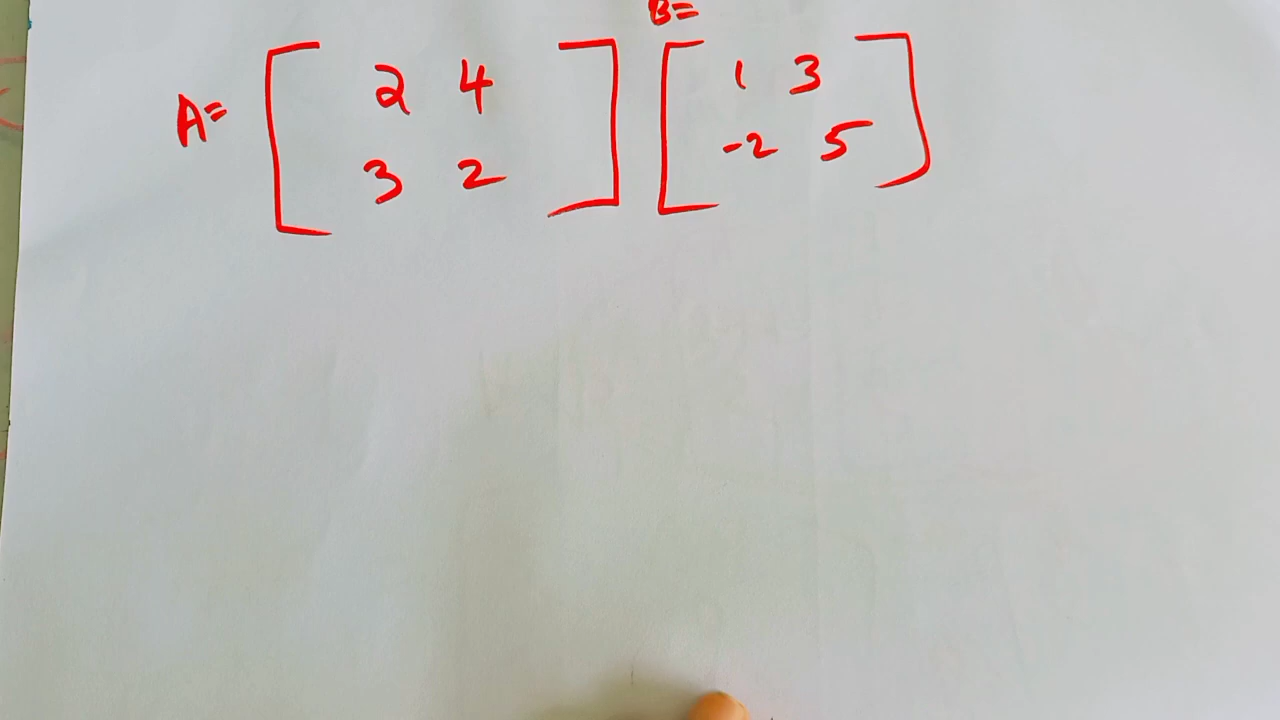 B=
A= [ 2 4 ] [ 1 3 ]
[ 3 2 ] [ -2 5 ]